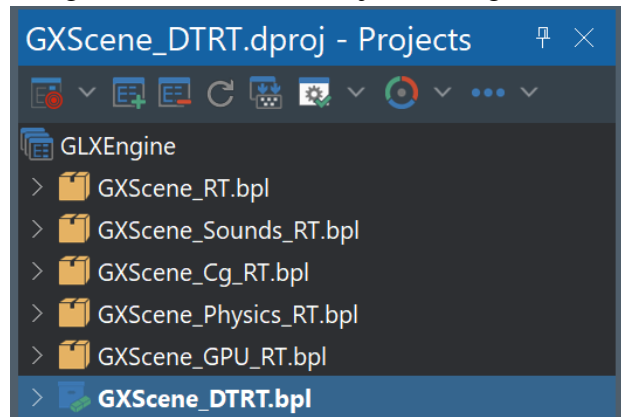 GXScene_DTRT.dproj - Projects
GLXEngine
GXScene_RT.bpl
GXScene_Sounds_RT.bpl
GXScene_Cg_RT.bpl
GXScene_Physics_RT.bpl
GXScene_GPU_RT.bpl
GXScene_DTRT.bpl